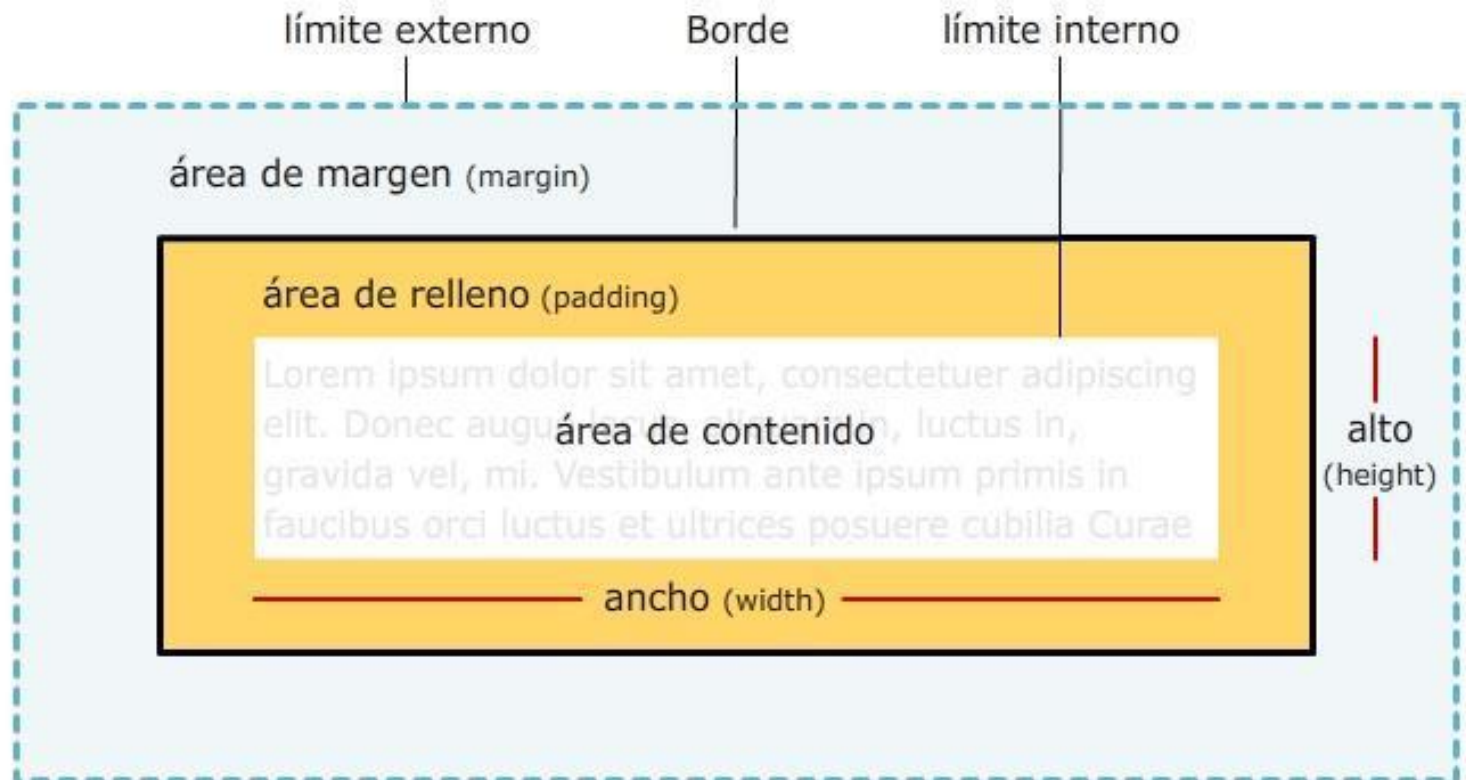 límite externo Borde límite interno
área de margen (margin)
área de relleno (padding)
Lorem ipsum dolor sit amet, consectetuer adipiscing
elit. Donec augue in, luctus in,
área de contenido
gravida vel, mi. Vestibulum ante ipsum primis in
faucibus orci luctus et ultrices posuere cubilia Curae
alto
(height)
ancho (width)